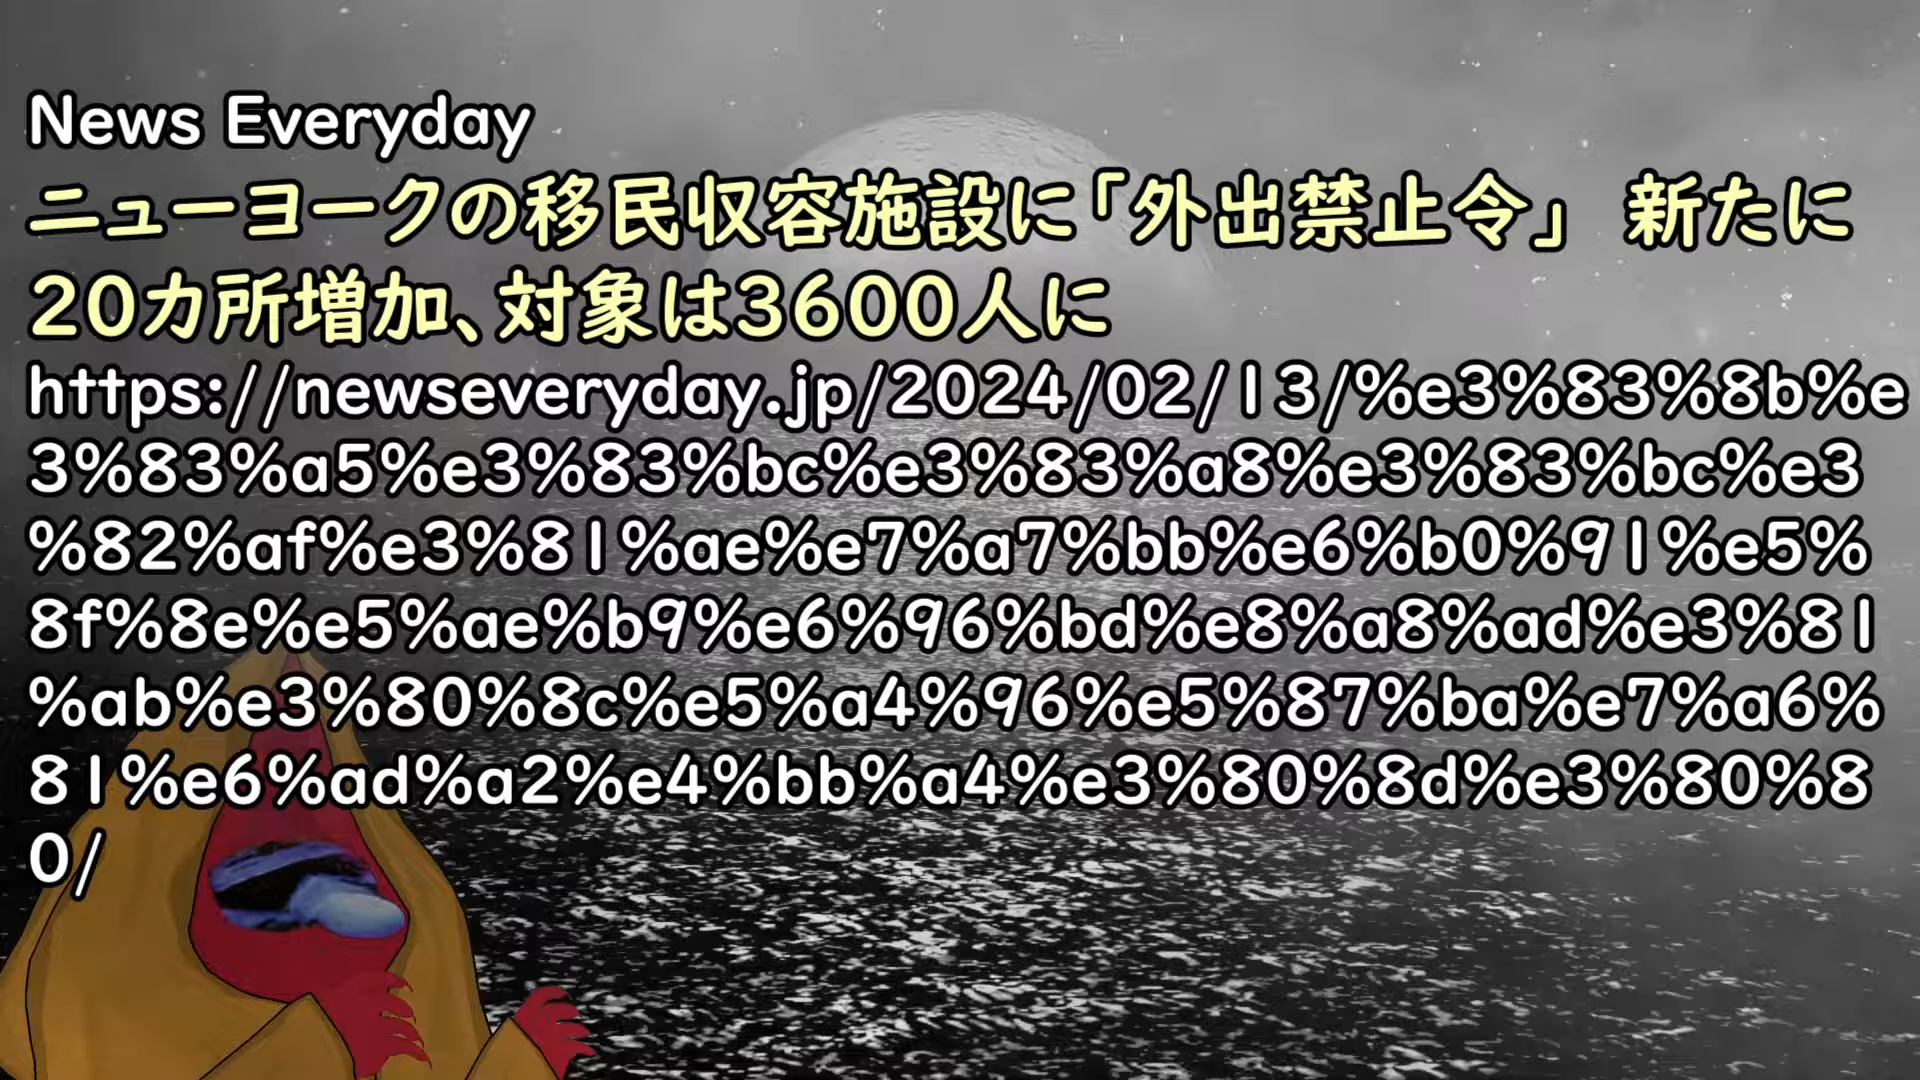 News Everyday
ニューヨークの移民収容施設に「外出禁止令」　新たに
20カ所増加、対象は3600人に
https://newseveryday.jp/2024/02/13/%e3%83%8b%e
3%83%a5%e3%83%bc%e3%83%a8%e3%83%bc%e3
%82%af%e3%81%ae%e7%a7%bb%e6%b0%91%e5%
8f%8e%e5%ae%b9%e6%96%bd%e8%a8%ad%e3%81
%ab%e3%80%8c%e5%a4%96%e5%87%ba%e7%a6%
81%e6%ad%a2%e4%bb%a4%e3%80%8d%e3%80%8
0/